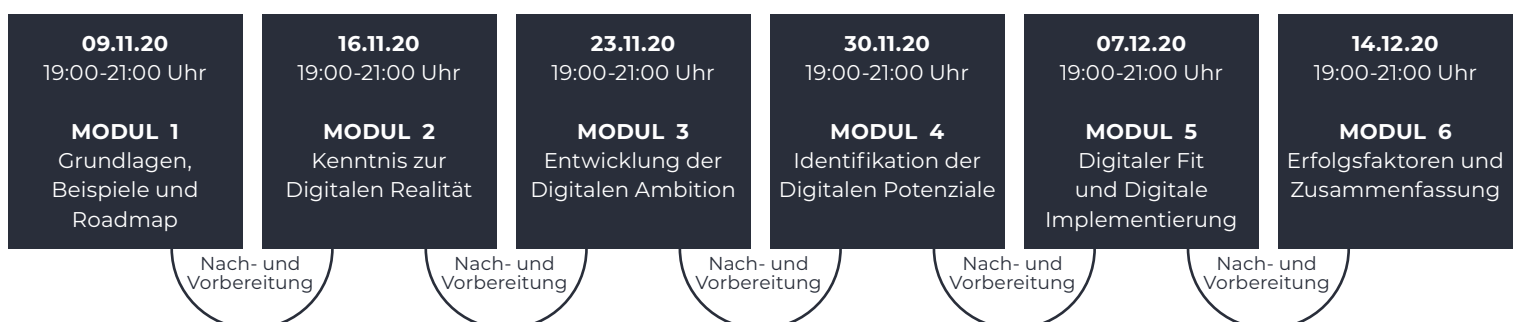 09.11.20
19:00-21:00 Uhr
MODUL 1
Grundlagen,
Beispiele und
Roadmap
16.11.20
19:00-21:00 Uhr
MODUL 2
Kenntnis zur
Digitalen Realität
23.11.20
19:00-21:00 Uhr
MODUL 3
Entwicklung der
Digitalen Ambition
30.11.20
19:00-21:00 Uhr
MODUL 4
Identifikation der
Digitalen Potenziale
07.12.20
19:00-21:00 Uhr
MODUL 5
Digitaler Fit
und Digitale
Implementierung
14.12.20
19:00-21:00 Uhr
MODUL 6
Erfolgsfaktoren und
Zusammenfassung
Nach- und
Vorbereitung
Nach- und
Vorbereitung
Nach- und
Vorbereitung
Nach- und
Vorbereitung
Nach- und
Vorbereitung